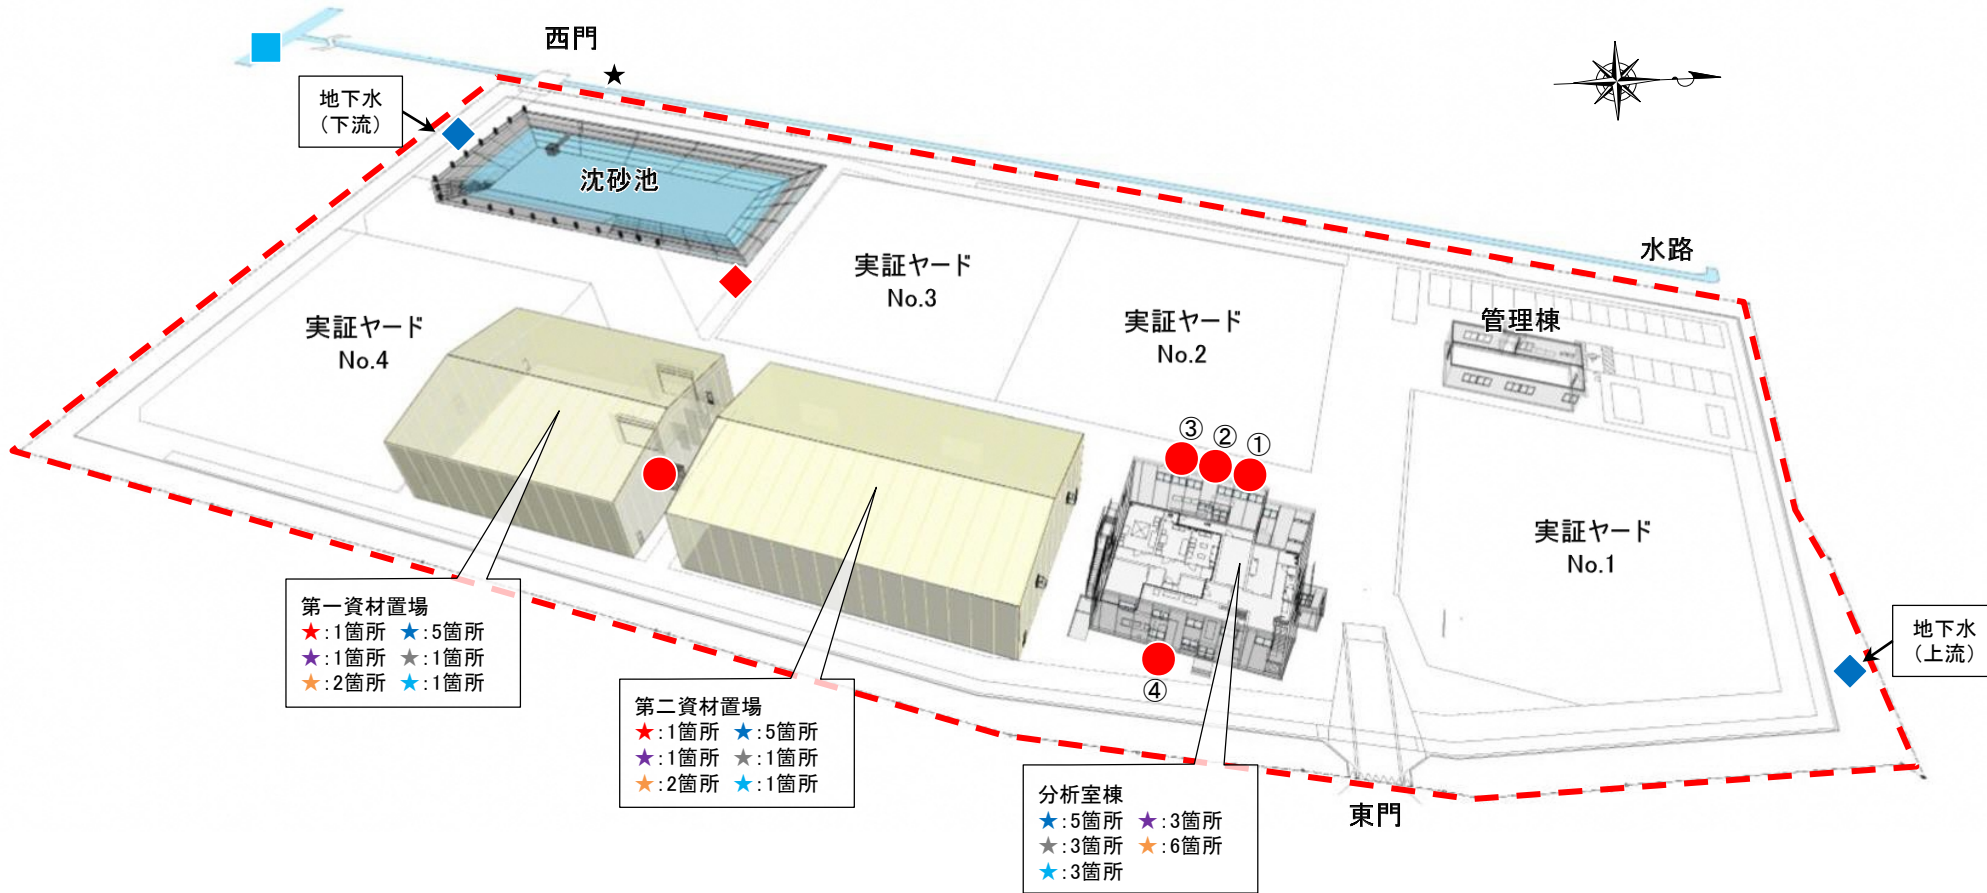 西門
★
地下水
（下流）
沈砂池
水路
実証ヤード
No.3
管理棟
実証ヤード
No.4
実証ヤード
No.2
③
②
①
実証ヤード
No.1
④
第一資材置場
★:1箇所 ★:5箇所
★:1箇所 ★:1箇所
★:2箇所 ★:1箇所
地下水
（上流）
第二資材置場
★:1箇所 ★:5箇所
★:1箇所 ★:1箇所
★:2箇所 ★:1箇所
分析室棟
★:5箇所 ★:3箇所
★:3箇所 ★:6箇所
★:3箇所
東門